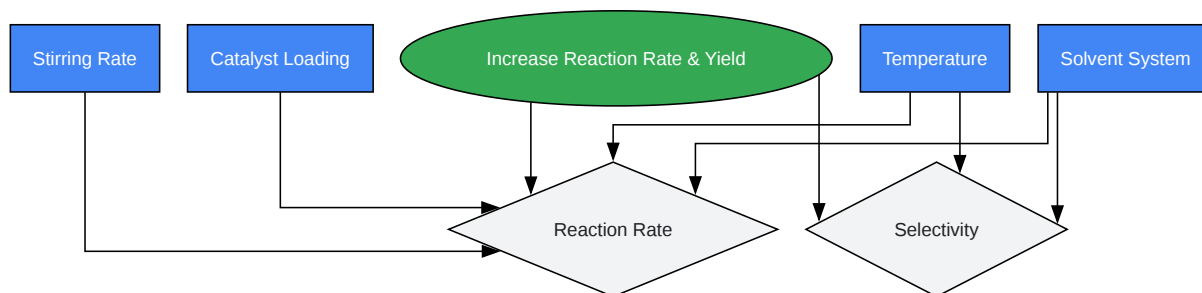 Stirring Rate
Catalyst Loading
Increase Reaction Rate & Yield
Temperature
Solvent System
Reaction Rate
Selectivity